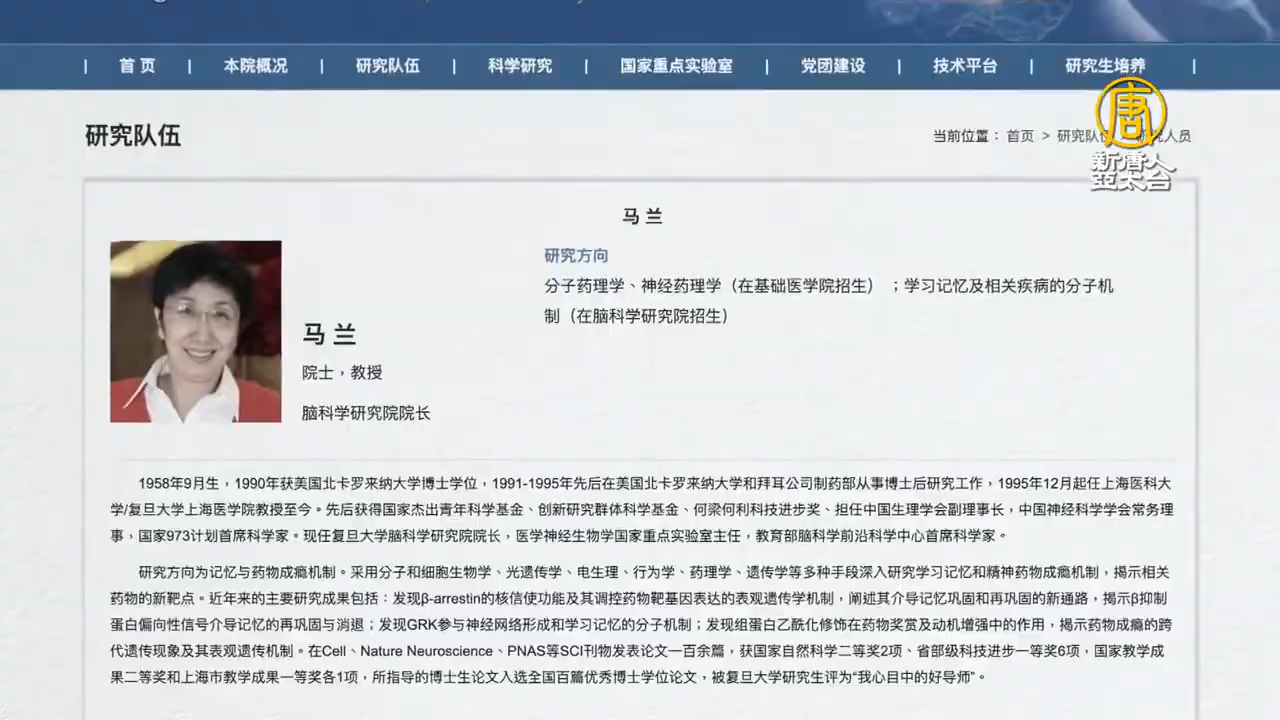 首 页 | 本院概况 | 研究队伍 | 科学研究 | 国家重点实验室 | 党团建设 | 技术平台 | 研究生培养
研究队伍
当前位置： 首页 > 研究队伍 研究人员
唐
新唐人
亞太台
马 兰
研究方向
分子药理学、神经药理学（在基础医学院招生）；学习记忆及相关疾病的分子机
制（在脑科学研究院招生）
马 兰
院士，教授
脑科学研究院院长
1958年9月生，1990年获美国北卡罗来纳大学博士学位，1991-1995年先后在美国北卡罗来纳大学和拜耳公司制药部从事博士后研究工作，1995年12月起任上海医科大
学/复旦大学上海医学院教授至今。先后获得国家杰出青年科学基金、创新研究群体科学基金、何梁何利科技进步奖、担任中国生理学会副理事长，中国神经科学学会常务理
事，国家973计划首席科学家。现任复旦大学脑科学研究院院长，医学神经生物学国家重点实验室主任，教育部脑科学前沿科学中心首席科学家。
研究方向为记忆与药物成瘾机制。采用分子和细胞生物学、光遗传学、电生理、行为学、药理学、遗传学等多种手段深入研究学习记忆和精神药物成瘾机制，揭示相关
药物的新靶点。近年来的主要研究成果包括：发现β-arrestin的核信使功能及其调控药物靶基因表达的表观遗传学机制，阐述其介导记忆巩固和再巩固的新通路，揭示β抑制
蛋白偏向性信号介导记忆的再巩固与消退；发现GRK参与神经网络形成和学习记忆的分子机制；发现组蛋白乙酰化修饰在药物奖赏及动机增强中的作用，揭示药物成瘾的跨
代遗传现象及其表观遗传机制。在Cell、Nature Neuroscience、PNAS等SCI刊物发表论文一百余篇，获国家自然科学二等奖2项、省部级科技进步一等奖6项，国家教学成
果二等奖和上海市教学成果一等奖各1项，所指导的博士生论文入选全国百篇优秀博士学位论文，被复旦大学研究生评为“我心目中的好导师”。